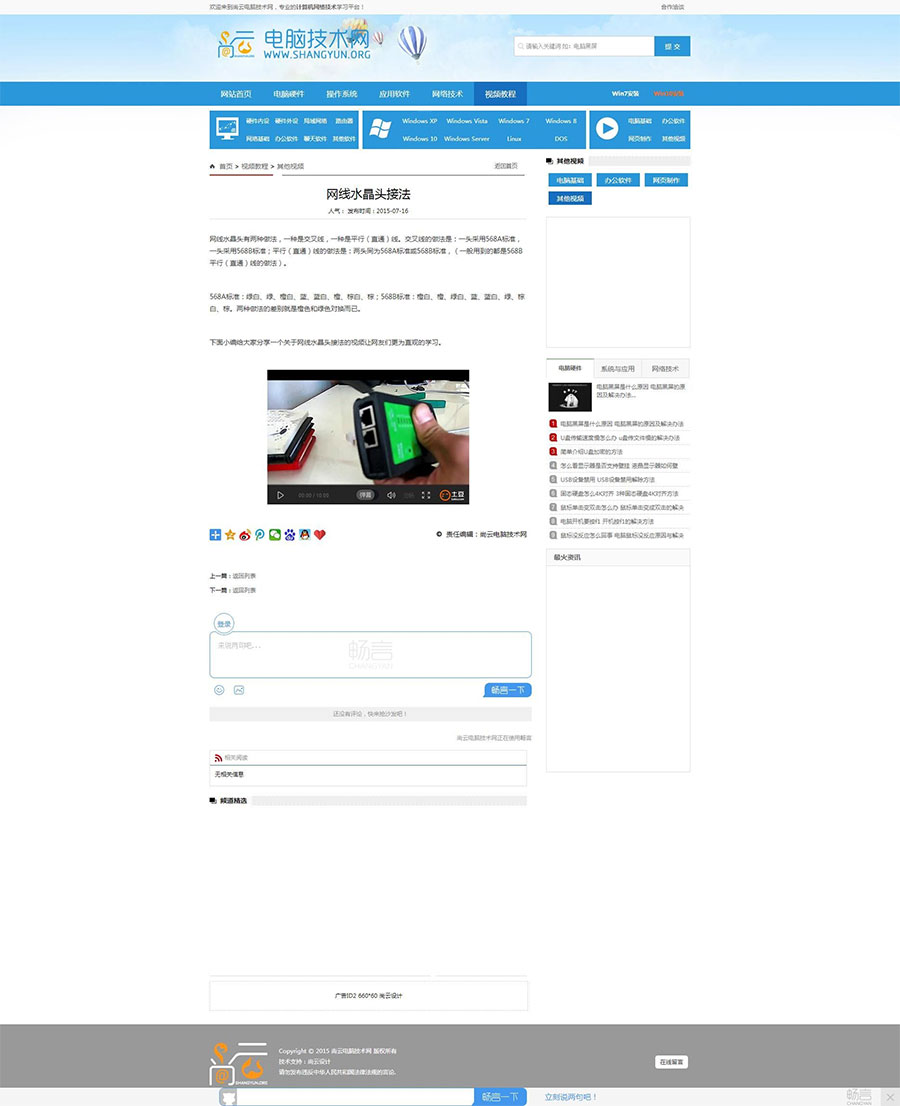 欢迎来到尚云电脑技术网，专业的计算机网络技术学习平台！
合作洽谈
尚云 电脑技术网
WWW.SHANGYUN.ORG
请输入关键词 如：电脑黑屏
提 交
网站首页 电脑硬件 操作系统 应用软件 网络技术 视频教程
Win7安装 Win10安装
硬件内设 硬件外设 局域网络 路由器
网络基础 办公软件 聊天软件 其他软件
Windows XP Windows Vista Windows 7 Windows 8
Windows 10 Windows Server Linux DOS
电脑基础 办公软件
网页制作 其他视频
首页 > 视频教程 > 其他视频
返回首页
网线水晶头接法
人气： 发布时间：2015-07-16
网线水晶头有两种做法，一种是交叉线，一种是平行（直通）线。交叉线的做法是：一头采用568A标准，
一头采用568B标准；平行（直通）线的做法是：两头同为568A标准或568B标准，（一般用到的都是568B
平行（直通）线的做法）。
568A标准：绿白、绿、橙白、蓝、蓝白、橙、棕白、棕；568B标准：橙白、橙、绿白、蓝、蓝白、绿、棕
白、棕。两种做法的差别就是橙色和绿色对换而已。
下面小编给大家分享一个关于网线水晶头接法的视频让网友们更为直观的学习。
00:00 / 10:00
弹幕
土豆
责任编辑：尚云电脑技术网
上一篇：返回列表
下一篇：返回列表
登录
来说两句吧...
畅言
CHANGYAN
畅言一下
还没有评论，快来抢沙发吧！
尚云电脑技术网正在使用畅言
相关阅读
无相关信息
频道精选
广告ID2 660*60 尚云设计
其他视频
电脑基础 办公软件 网页制作
其他视频
电脑硬件 系统与应用 网络技术
电脑黑屏是什么原因 电脑黑屏的原
因及解决办法...
1 电脑黑屏是什么原因 电脑黑屏的原因及解决办法
2 U盘传输速度慢怎么办 u盘传文件慢的解决办法
3 简单介绍U盘加密的方法
4 怎么看显示器是否支持壁挂 液晶显示器如何壁
5 USB设备禁用 USB设备禁用解除方法
6 固态硬盘怎么4K对齐 3种固态硬盘4K对齐方法
7 鼠标单击变双击怎么办 鼠标单击变成双击的解决
8 电脑开机要按f1 开机按f1的解决方法
9 鼠标没反应怎么回事 电脑鼠标没反应原因与解决
最火资讯
SHANGYUN.ORG
Copyright © 2015 尚云电脑技术网 版权所有
技术支持：尚云设计
请勿发布违反中华人民共和国法律法规的言论。
在线留言
畅言一下
立刻说两句吧！
畅言
CHANGYAN